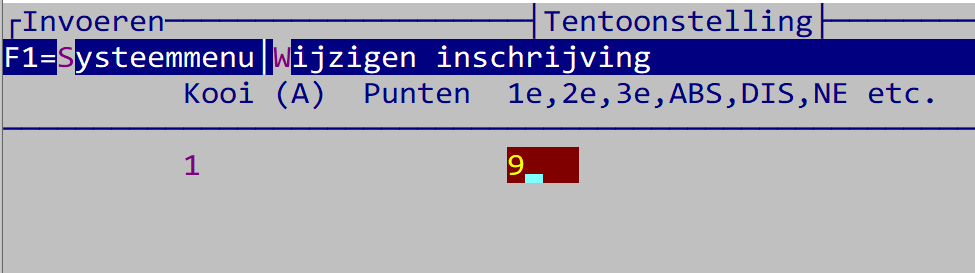 Invoeren Tentoonstelling
F1=Systeemmenu|Wijzigen inschrijving
Kooi (A) Punten 1e,2e,3e,ABS,DIS,NE etc.
1 9